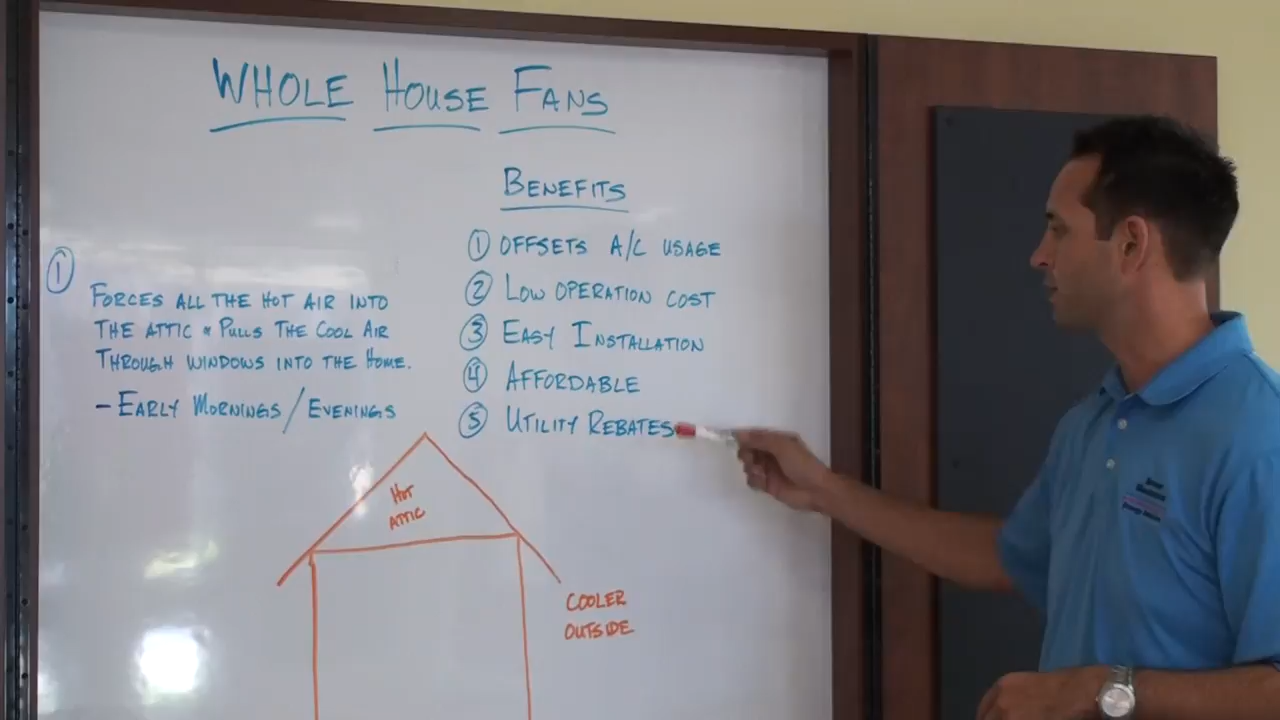 WHOLE HOUSE FANS
BENEFITS
① OFFSETS A/C USAGE
② LOW OPERATION COST
③ EASY INSTALLATION
④ AFFORDABLE
⑤ UTILITY REBATES
①
FORCES ALL THE HOT AIR INTO
THE ATTIC & PULLS THE COOL AIR
THROUGH WINDOWS INTO THE HOME.
- EARLY MORNINGS/EVENINGS
HOT
ATTIC
COOLER
OUTSIDE